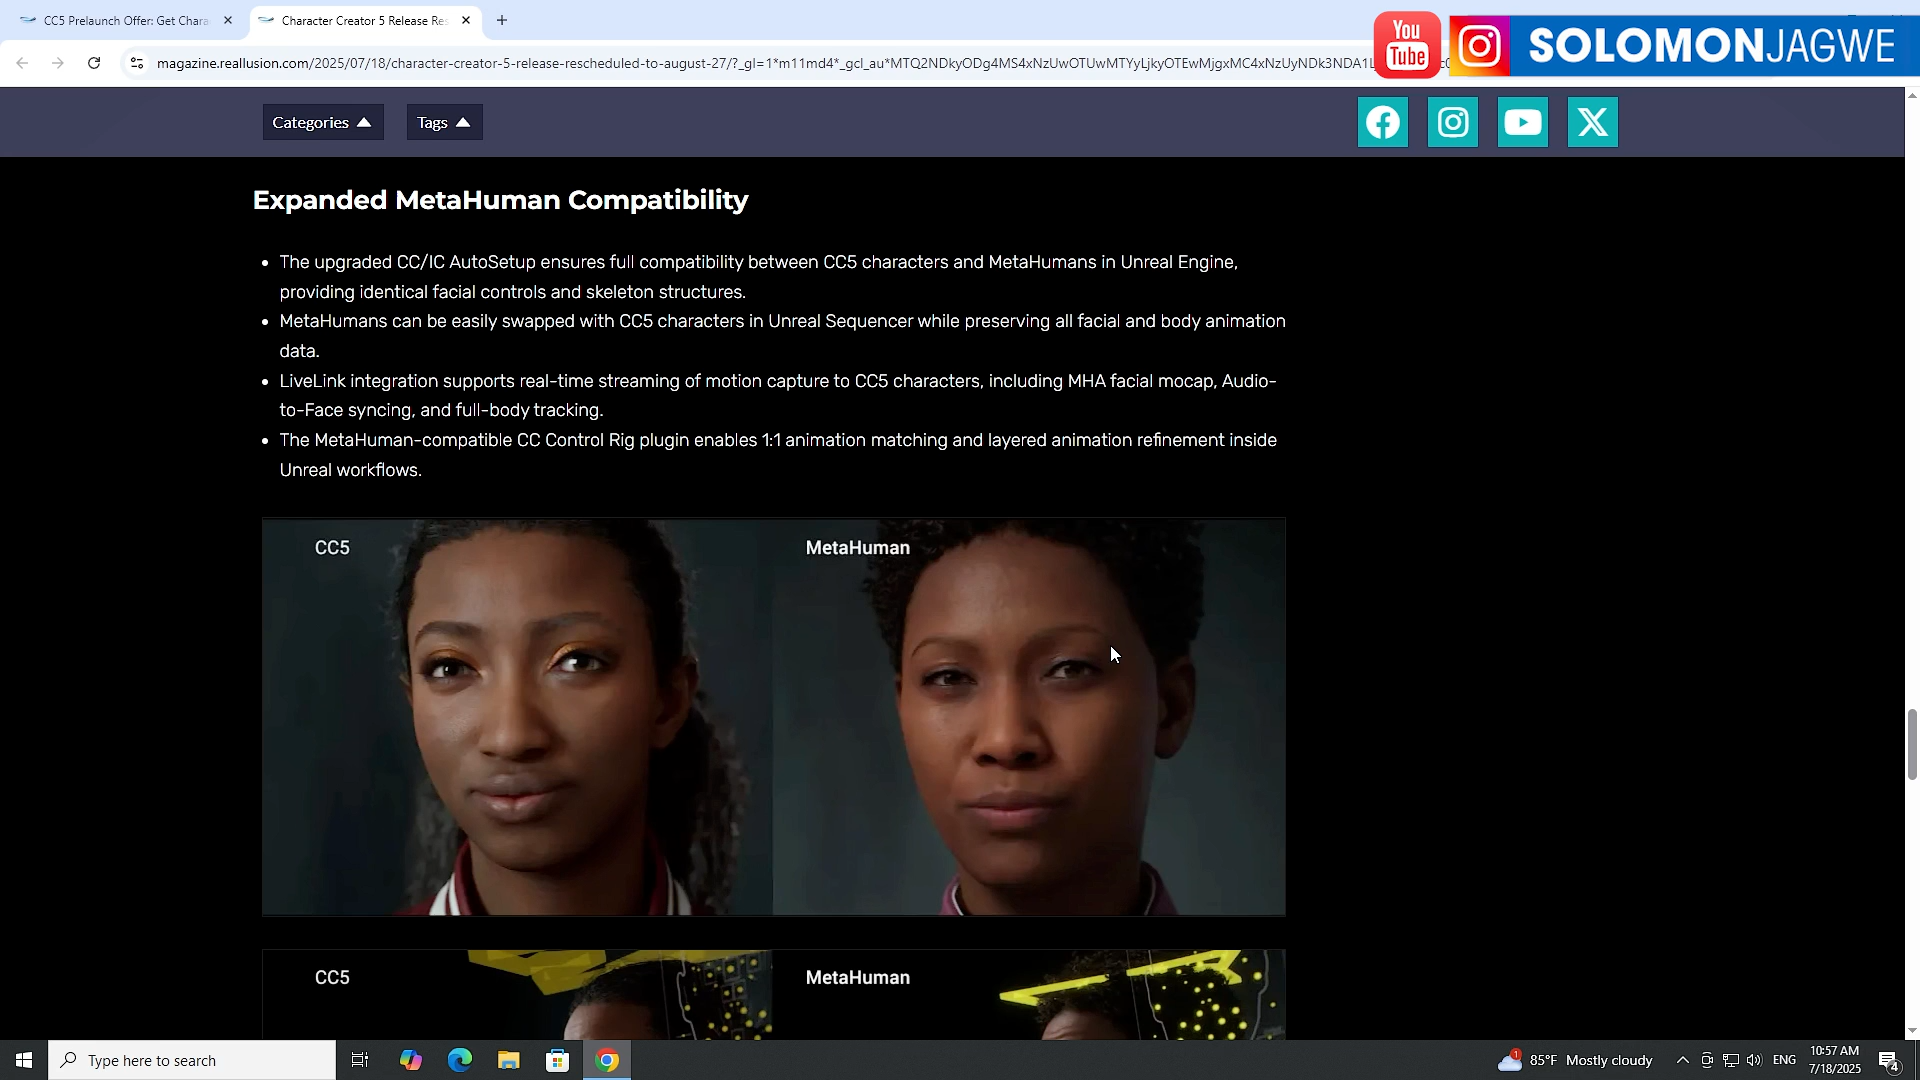 CC5 Prelaunch Offer: Get Chara
Character Creator 5 Release Res
You
Tube
SOLOMONJAGWE
magazine.reallusion.com/2025/07/18/character-creator-5-release-rescheduled-to-august-27/?_gl=1*m11md4*_gcl_au*MTQ2NDkyODg4MS4xNzUwOTUwMTYyLjkyOTEwMjgxMC4xNzUyNDk3NDA1L
Categories
Tags
Expanded MetaHuman Compatibility
• The upgraded CC/IC AutoSetup ensures full compatibility between CC5 characters and MetaHumans in Unreal Engine,
providing identical facial controls and skeleton structures.
• MetaHumans can be easily swapped with CC5 characters in Unreal Sequencer while preserving all facial and body animation
data.
• LiveLink integration supports real-time streaming of motion capture to CC5 characters, including MHA facial mocap, Audio-
to-Face syncing, and full-body tracking.
• The MetaHuman-compatible CC Control Rig plugin enables 1:1 animation matching and layered animation refinement inside
Unreal workflows.
CC5
MetaHuman
CC5
MetaHuman
Type here to search
1
85°F Mostly cloudy
ENG
10:57 AM
7/18/2025
4